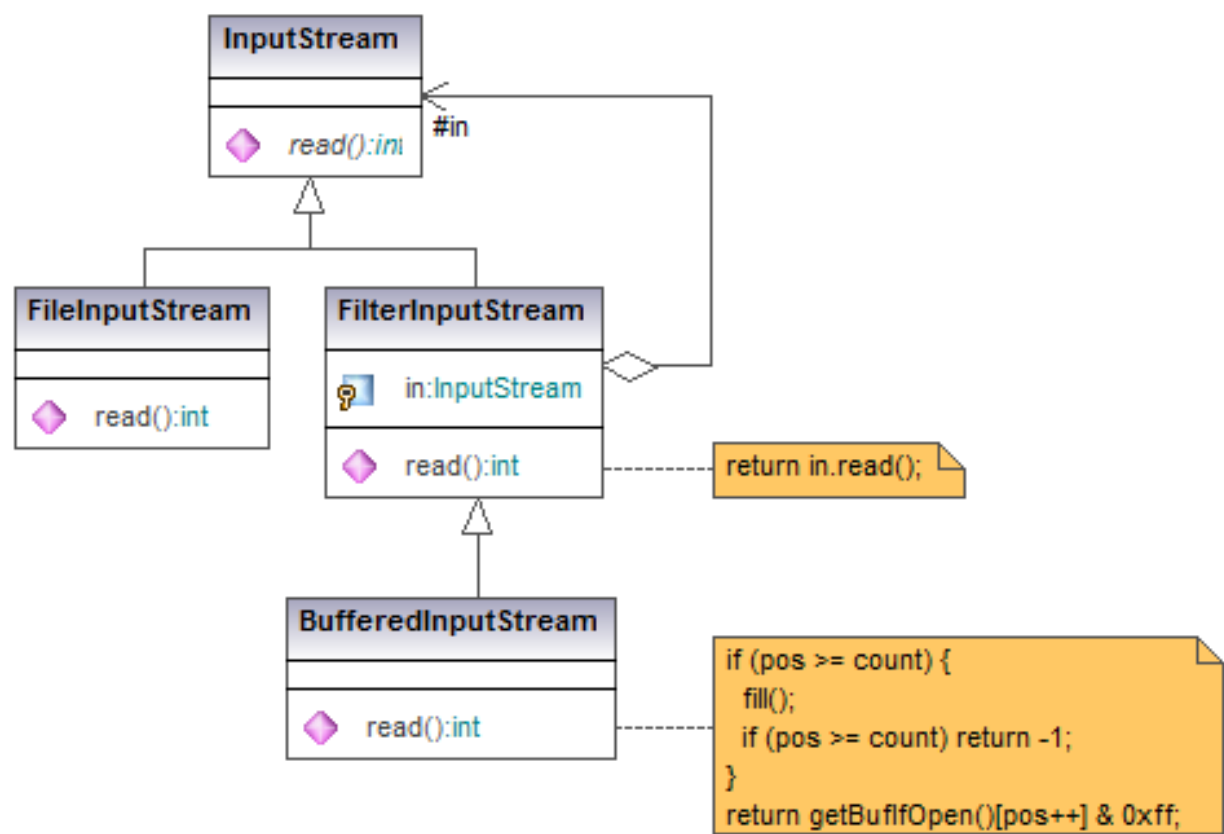 InputStream
read():int
#in
FileInputStream
read():int
FilterInputStream
in:InputStream
read():int
return in.read();
BufferedInputStream
read():int
if (pos >= count) {
fill();
if (pos >= count) return -1;
}
return getBufIfOpen()[pos++] & 0xff;